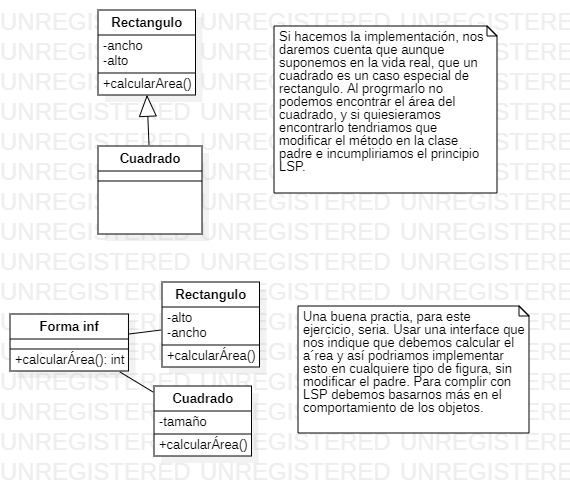 Rectangulo
-ancho
-alto
+calcularArea()
Cuadrado
Si hacemos la implementación, nos
daremos cuenta que aunque
suponemos en la vida real, que un
cuadrado es un caso especial de
rectangulo. Al progrmarlo no
podemos encontrar el área del
cuadrado, y si quiesieramos
encontrarlo tendriamos que
modificar el método en la clase
padre e incumpliriamos el principio
LSP.
Forma inf
+calcularÁrea(): int
Rectangulo
-alto
-ancho
+calcularÁrea()
Cuadrado
-tamaño
+calcularÁrea()
Una buena practia, para este
ejercicio, seria. Usar una interface que
nos indique que debemos calcular el
a´rea y así podriamos implementar
esto en cualquiere tipo de figura, sin
modificar el padre. Para complir con
LSP debemos basarnos más en el
comportamiento de los objetos.
UNREGISTERED